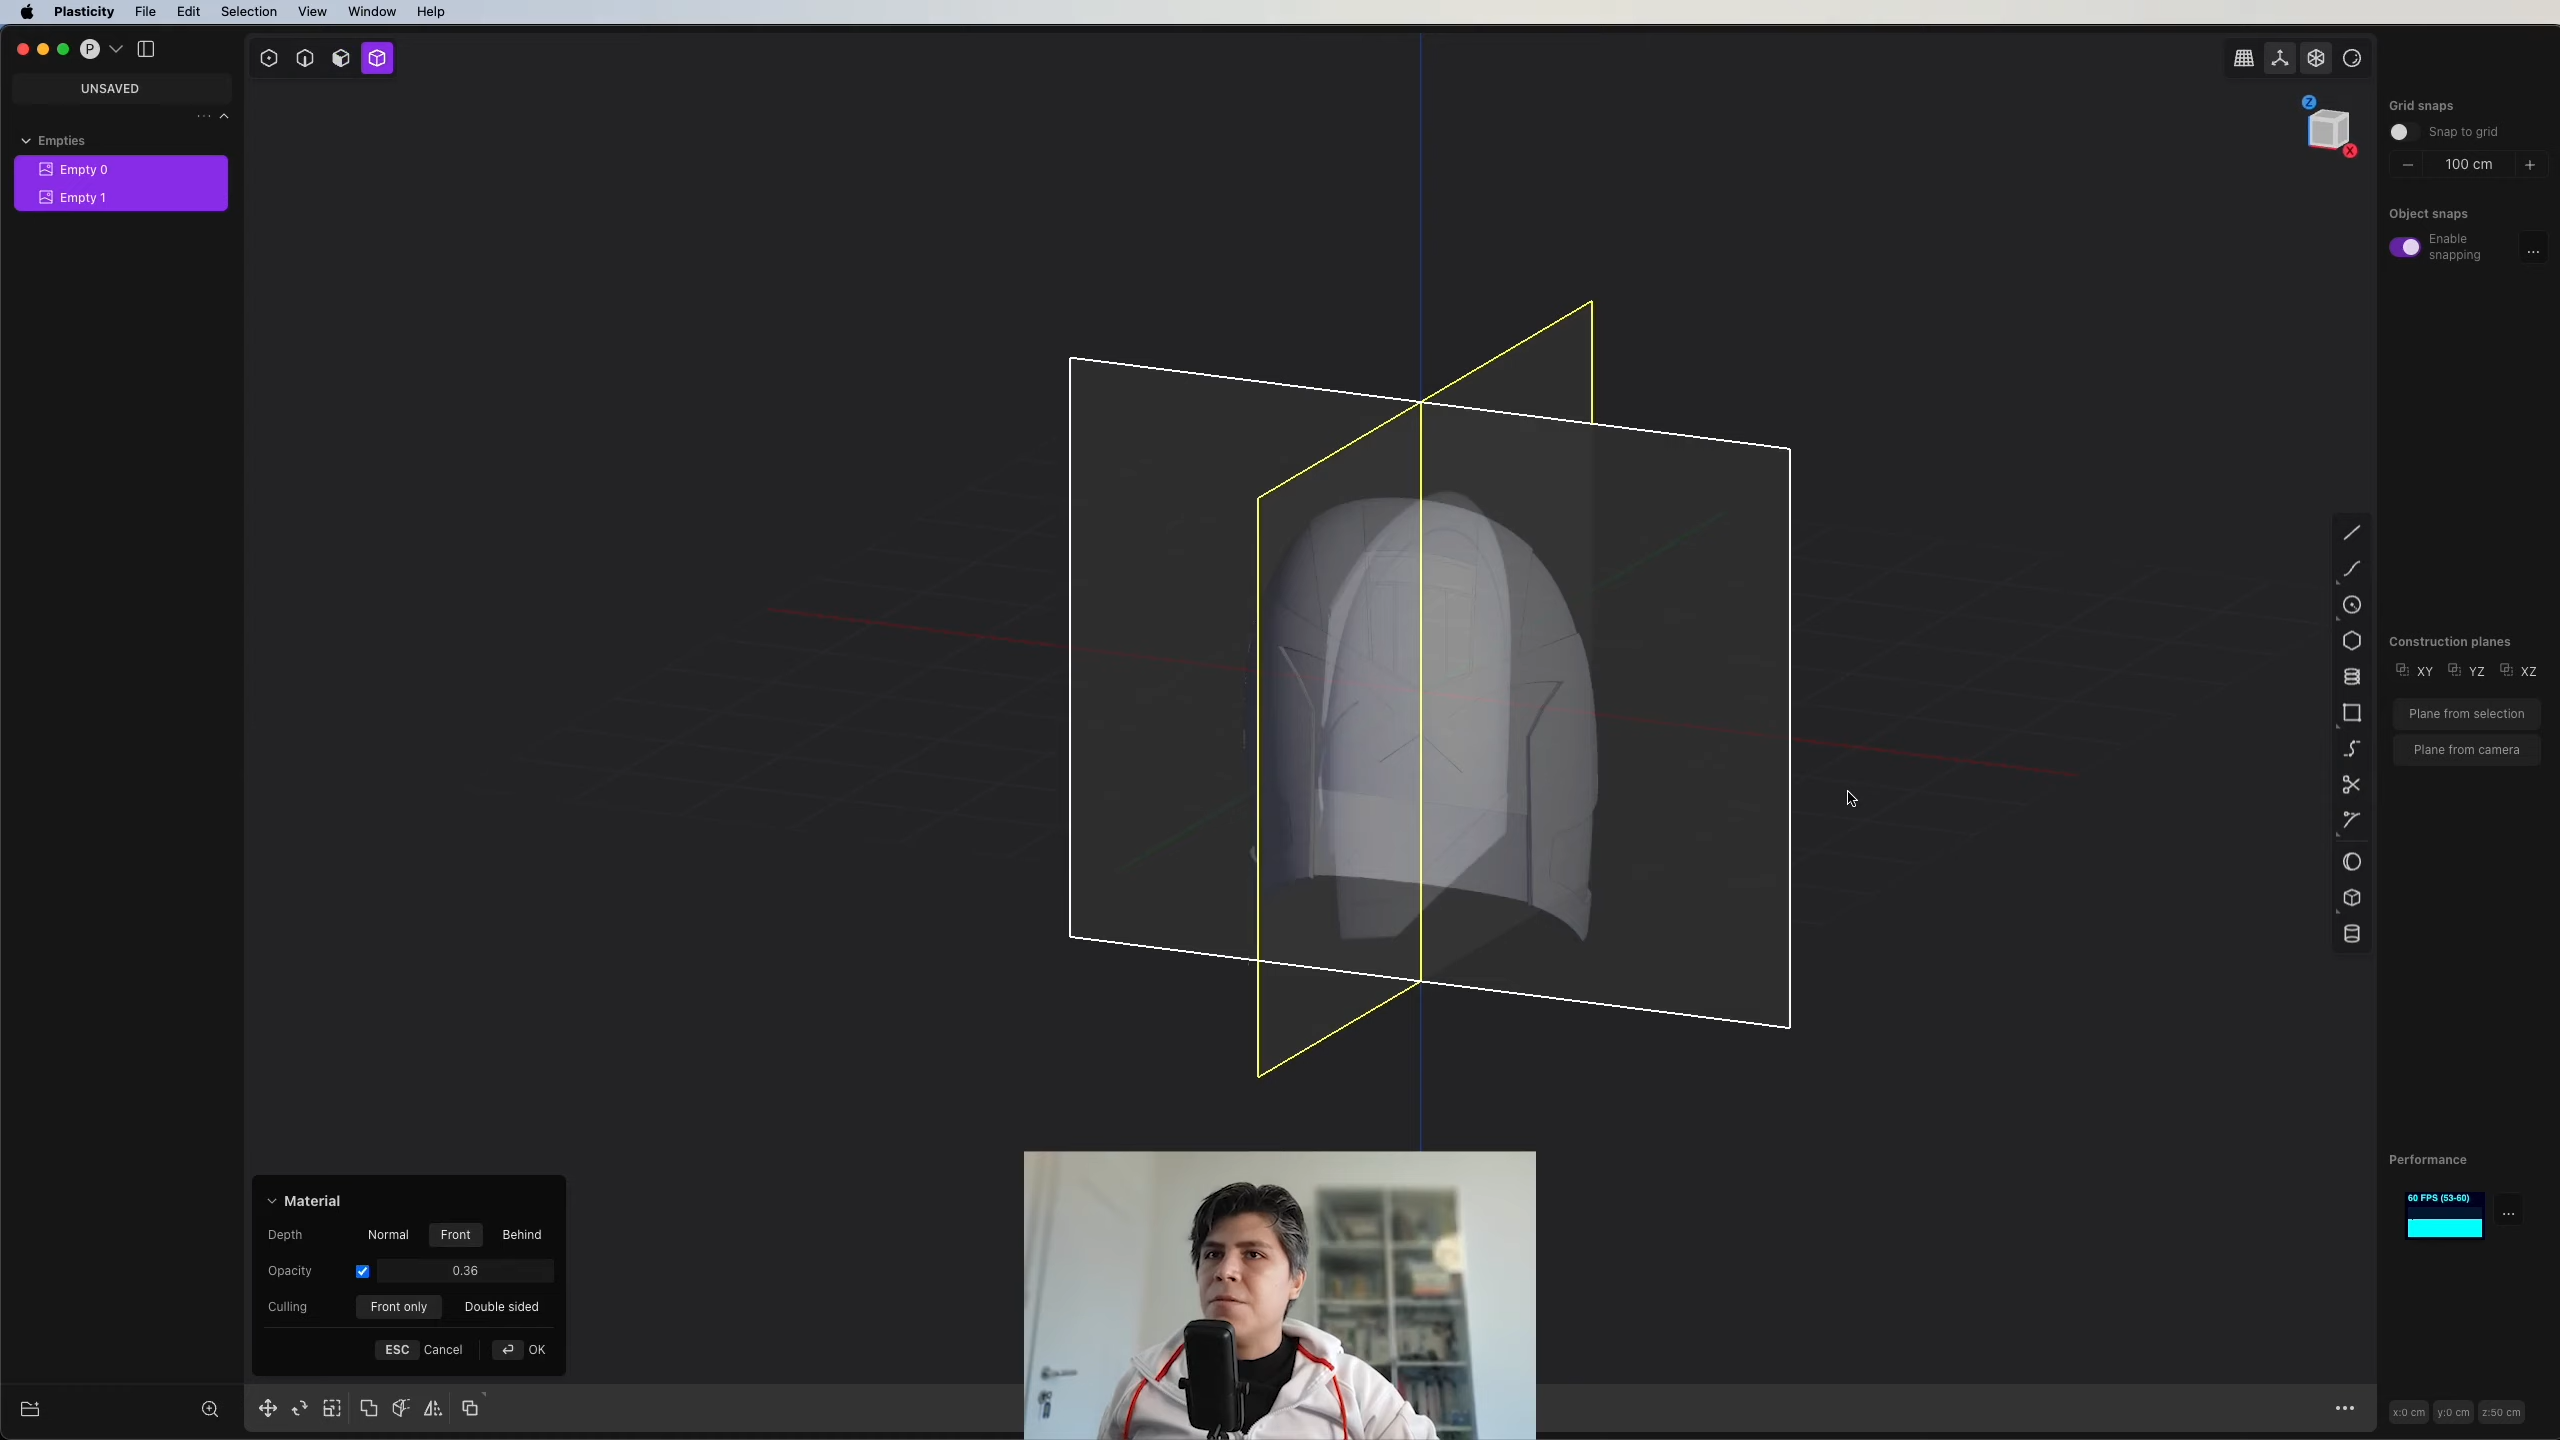 Plasticity File Edit Selection View Window Help
P
UNSAVED
Empties
Empty 0
Empty 1
Z
X
Grid snaps
Snap to grid
100 cm
Object snaps
Enable
snapping
...
Construction planes
XY YZ XZ
Plane from selection
Plane from camera
Performance
60 FPS (53-60)
...
Material
Depth Normal Front Behind
Opacity 0.36
Culling Front only Double sided
ESC Cancel OK
x:0 cm y:0 cm z:50 cm